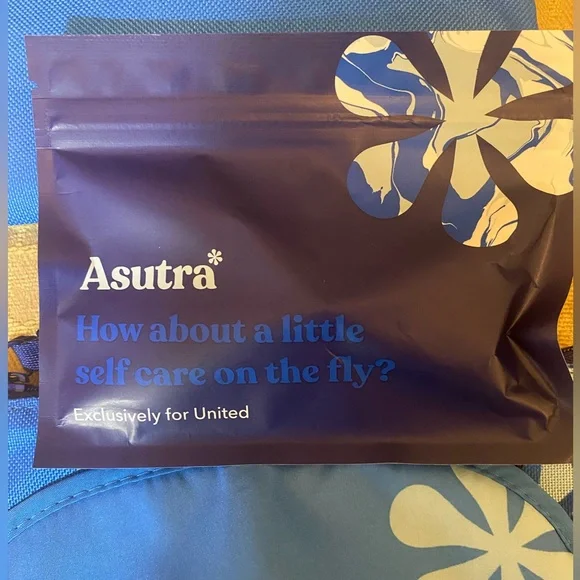 Asutra*
How about a little
self care on the fly?
Exclusively for United